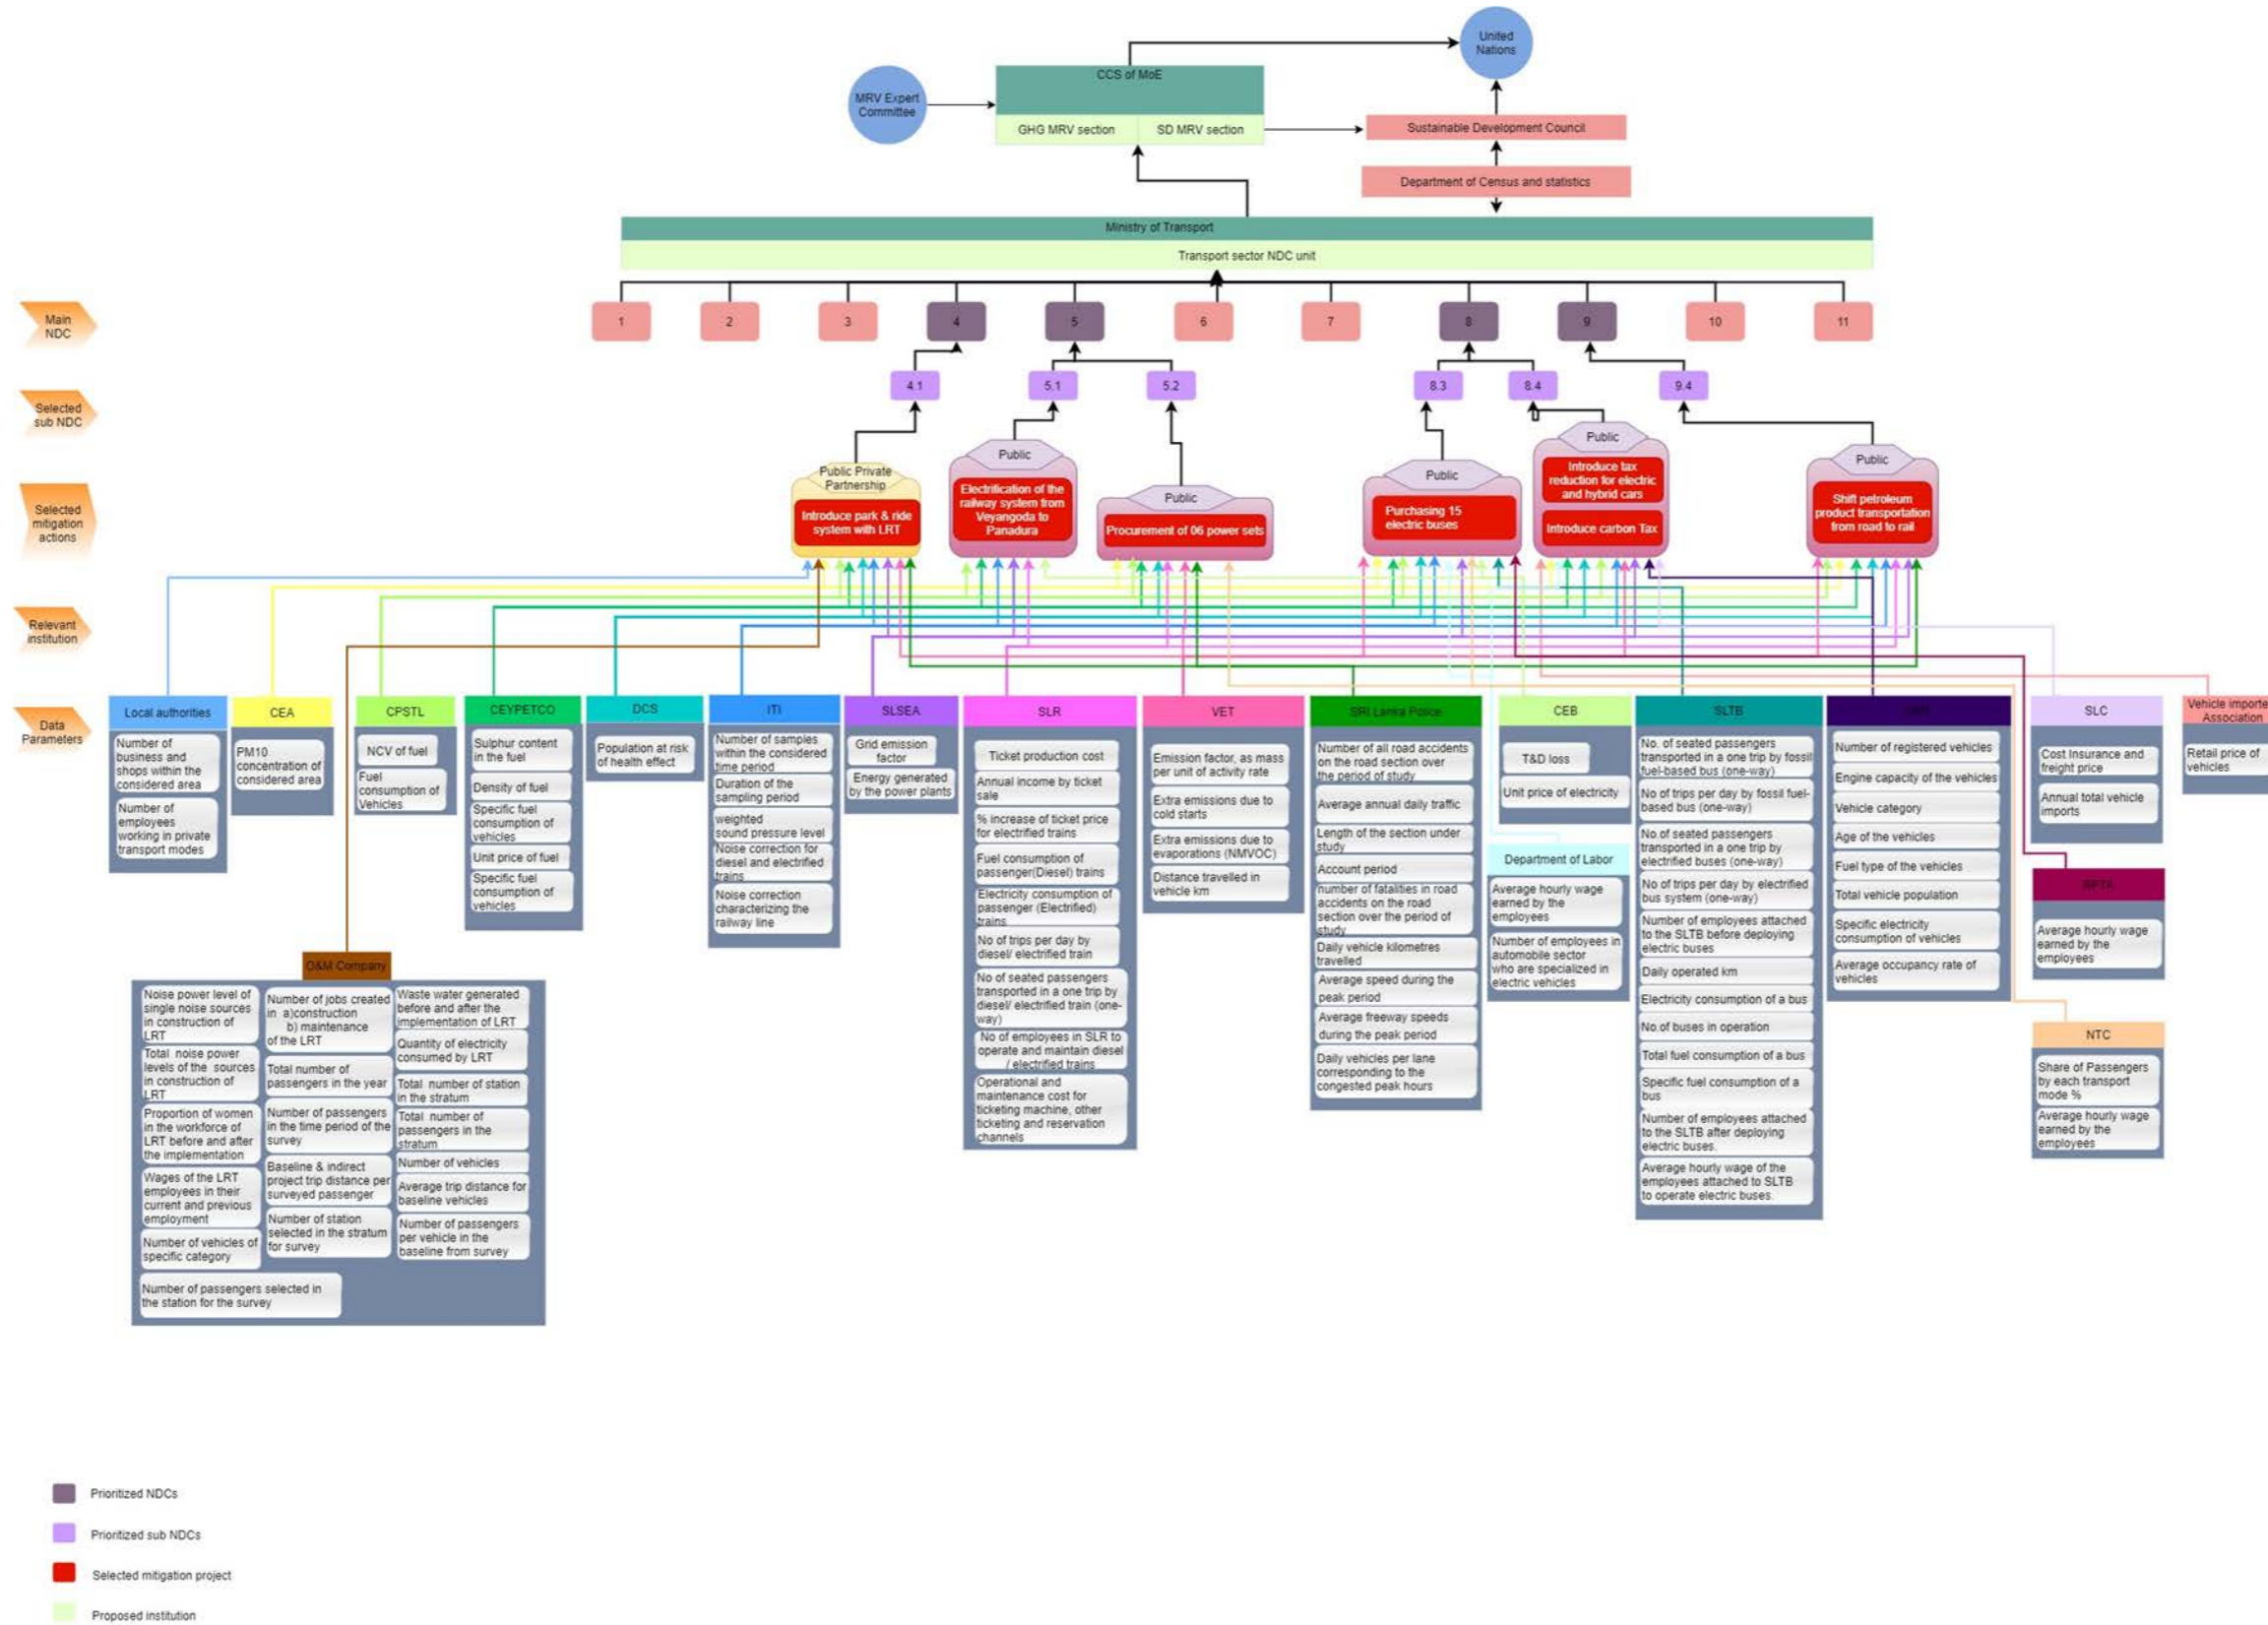 United
Nations
CCS of MoE
MRV Expert
Committee
GHG MRV section
SD MRV section
Sustainable Development Council
Department of Census and statistics
Ministry of Transport
Transport sector NDC unit
Main
NDC
1
2
3
4
5
6
7
8
9
10
11
Selected
sub NDC
4.1
5.1
5.2
8.3
8.4
9.4
Selected
mitigation
actions
Public Private
Partnership
Introduce park & ride
system with LRT
Public
Electrification of the
railway system from
Veyangoda to
Panadura
Public
Procurement of 06 power sets
Public
Purchasing 15
electric buses
Public
Introduce tax
reduction for electric
and hybrid cars
Introduce carbon Tax
Public
Shift petroleum
product transportation
from road to rail
Relevant
institution
Data
Parameters
Local authorities
Number of
business and
shops within the
considered area
Number of
employees
working in private
transport modes
CEA
PM10
concentration of
considered area
CPSTL
NCV of fuel
Fuel
consumption of
Vehicles
CEYPETCO
Sulphur content
in the fuel
Density of fuel
Specific fuel
consumption of
vehicles
Unit price of fuel
Specific fuel
consumption of
vehicles
DCS
Population at risk
of health effect
ITI
Number of samples
within the considered
time period
Duration of the
sampling period
weighted
sound pressure level
Noise correction for
diesel and electrified
trains
Noise correction
characterizing the
railway line
SLSEA
Grid emission
factor
Energy generated
by the power plants
SLR
Ticket production cost
Annual income by ticket
sale
% increase of ticket price
for electrified trains
Fuel consumption of
passenger(Diesel) trains
Electricity consumption of
passenger (Electrified)
trains
No of trips per day by
diesel/ electrified train
No of seated passengers
transported in a one trip by
diesel/ electrified train (one-
way)
No of employees in SLR to
operate and maintain diesel
/ electrified trains
Operational and
maintenance cost for
ticketing machine, other
ticketing and reservation
channels
VET
Emission factor, as mass
per unit of activity rate
Extra emissions due to
cold starts
Extra emissions due to
evaporations (NMVOC)
Distance travelled in
vehicle km
SRI Lanka Police
Number of all road accidents
on the road section over
the period of study
Average annual daily traffic
Length of the section under
study
Account period
number of fatalities in road
accidents on the road
section over the period of
study
Daily vehicle kilometres
travelled
Average speed during the
peak period
Average freeway speeds
during the peak period
Daily vehicles per lane
corresponding to the
congested peak hours
CEB
T&D loss
Unit price of electricity
Department of Labor
Average hourly wage
earned by the
employees
Number of employees in
automobile sector
who are specialized in
electric vehicles
SLTB
No. of seated passengers
transported in a one trip by fossil
fuel-based bus (one-way)
No of trips per day by fossil fuel-
based bus (one-way)
No.of seated passengers
transported in a one trip by
electrified buses (one-way)
No of trips per day by electrified
bus system (one-way)
Number of employees attached
to the SLTB before deploying
electric buses
Daily operated km
Electricity consumption of a bus
No.of buses in operation
Total fuel consumption of a bus
Specific fuel consumption of a
bus
Number of employees attached
to the SLTB after deploying
electric buses.
Average hourly wage of the
employees attached to SLTB
to operate electric buses.
Number of registered vehicles
Engine capacity of the vehicles
Vehicle category
Age of the vehicles
Fuel type of the vehicles
Total vehicle population
Specific electricity
consumption of vehicles
Average occupancy rate of
vehicles
SLC
Cost Insurance and
freight price
Annual total vehicle
imports
Vehicle importe
Association
Retail price of
vehicles
RPTA
Average hourly wage
earned by the
employees
NTC
Share of Passengers
by each transport
mode %
Average hourly wage
earned by the
employees
O&M Company
Noise power level of
single noise sources
in construction of
LRT
Total noise power
levels of the sources
in construction of
LRT
Proportion of women
in the workforce of
LRT before and after
the implementation
Wages of the LRT
employees in their
current and previous
employment
Number of vehicles of
specific category
Number of jobs created
in a)construction
b) maintenance
of the LRT
Total number of
passengers in the year
Number of passengers
in the time period of the
survey
Baseline & indirect
project trip distance per
surveyed passenger
Number of station
selected in the stratum
for survey
Waste water generated
before and after the
implementation of LRT
Quantity of electricity
consumed by LRT
Total number of station
in the stratum
Total number of
passengers in the
stratum
Number of vehicles
Average trip distance for
baseline vehicles
Number of passengers
per vehicle in the
baseline from survey
Number of passengers selected in
the station for the survey
Prioritized NDCs
Prioritized sub NDCs
Selected mitigation project
Proposed institution